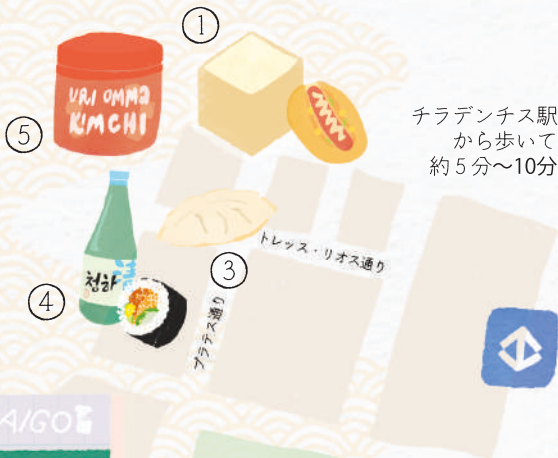 ①
URI OMMA
KIMCHI
⑤
チラデンチス駅
から歩いて
約5分～10分
トレッス・リオス通り
③
プラテス通り
청하
清
④
AIGO